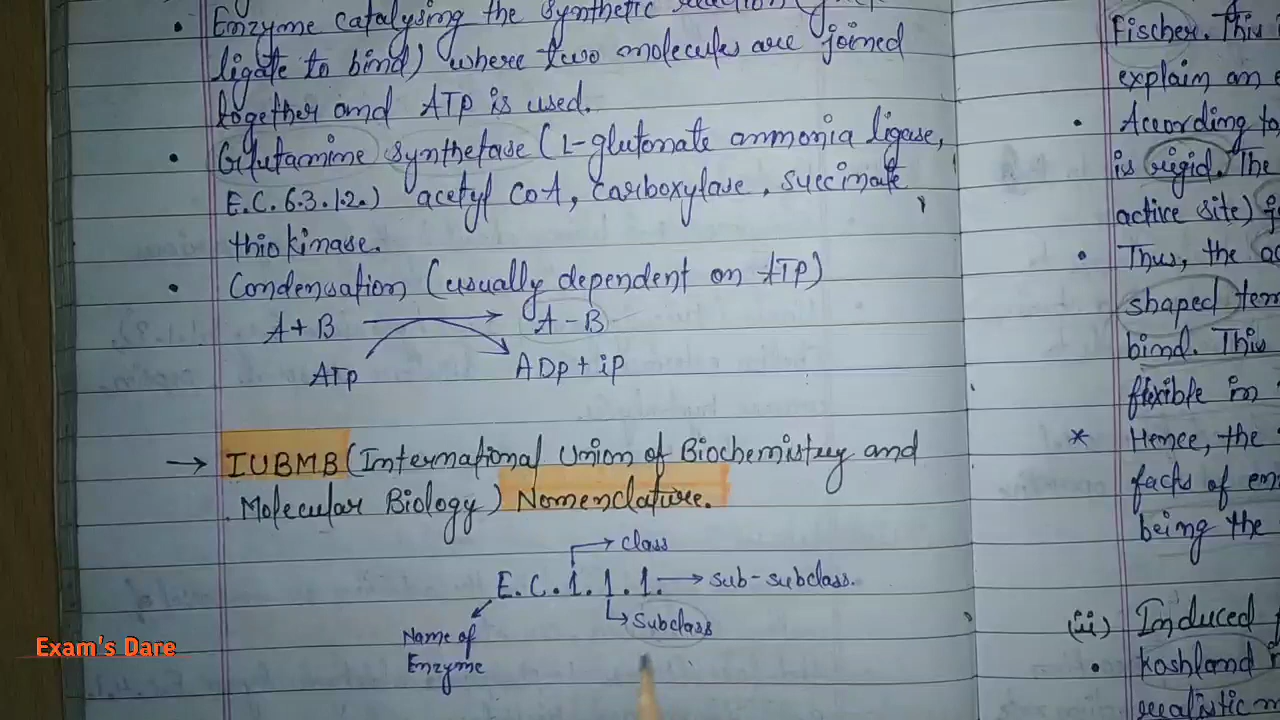 Enzyme catalysing the synthetic
ligate to bind) where two molecules are joined
together and ATP is used.
Glutamine synthetase (L-glutonate ammonia ligase,
E.C. 6.3.1.2.) acetyl CoA, carboxylase, succinate
thiokinase.
Condensation (usually dependent on ATP)
A + B → A - B
ATP ADP + iP
→ IUBMB (International Union of Biochemistry and
Molecular Biology) Nomenclature.
class
E.C. 1. 1. 1. → sub-subclass.
Subclass
Name of
Enzyme
Exam's Dare
Fischer. This
explain an
According to
is rigid. The
active site)
Thus, the
shaped
bind. This
flexible in
* Hence, the
facts of
being the
(ii) Induced
Koshland
realistic